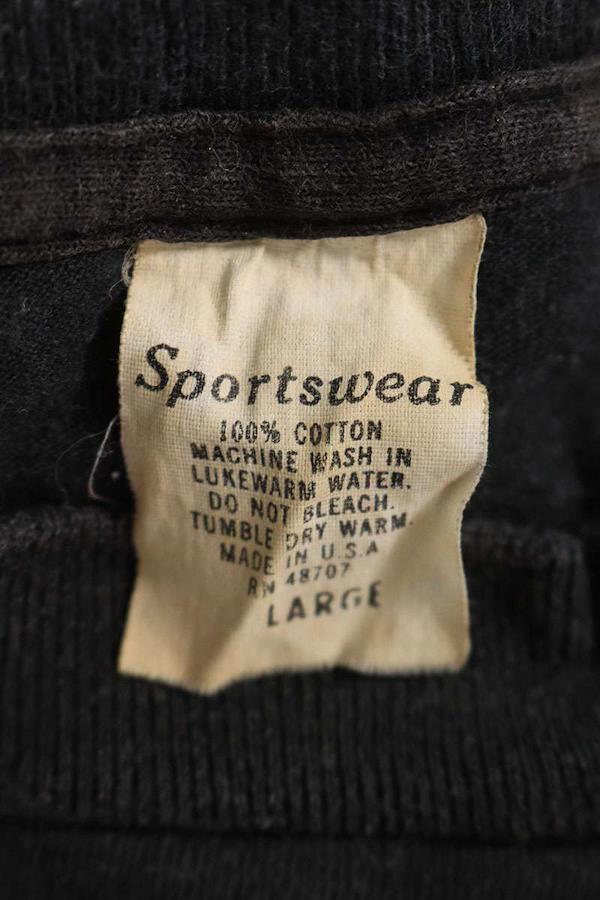 Sportswear
100% COTTON
MACHINE WASH IN
LUKEWARM WATER.
DO NOT BLEACH.
TUMBLE DRY WARM.
MADE IN U.S.A
RN 48707
LARGE